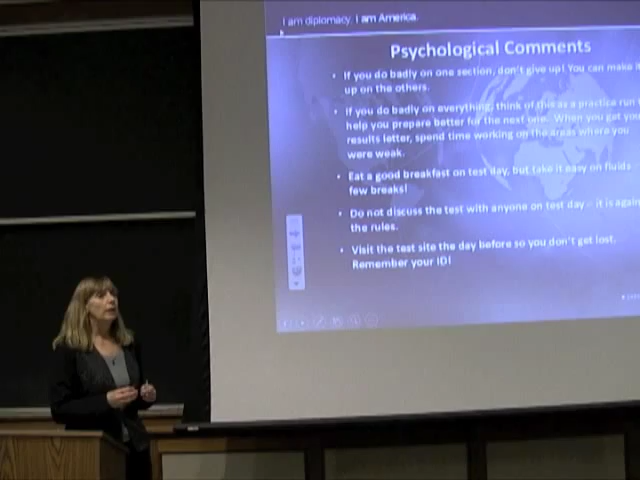 I am diplomacy. I am America.
Psychological Comments
• If you do badly on one section, don't give up! You can make it
up on the others.
• If you do badly on everything, think of this as a practice run
help you prepare better for the next one. When you get your
results letter, spend time working on the areas where you
were weak.
• Eat a good breakfast on test day, but take it easy on fluids
few breaks!
• Do not discuss the test with anyone on test day – it is again
the rules.
• Visit the test site the day before so you don't get lost.
Remember your ID!